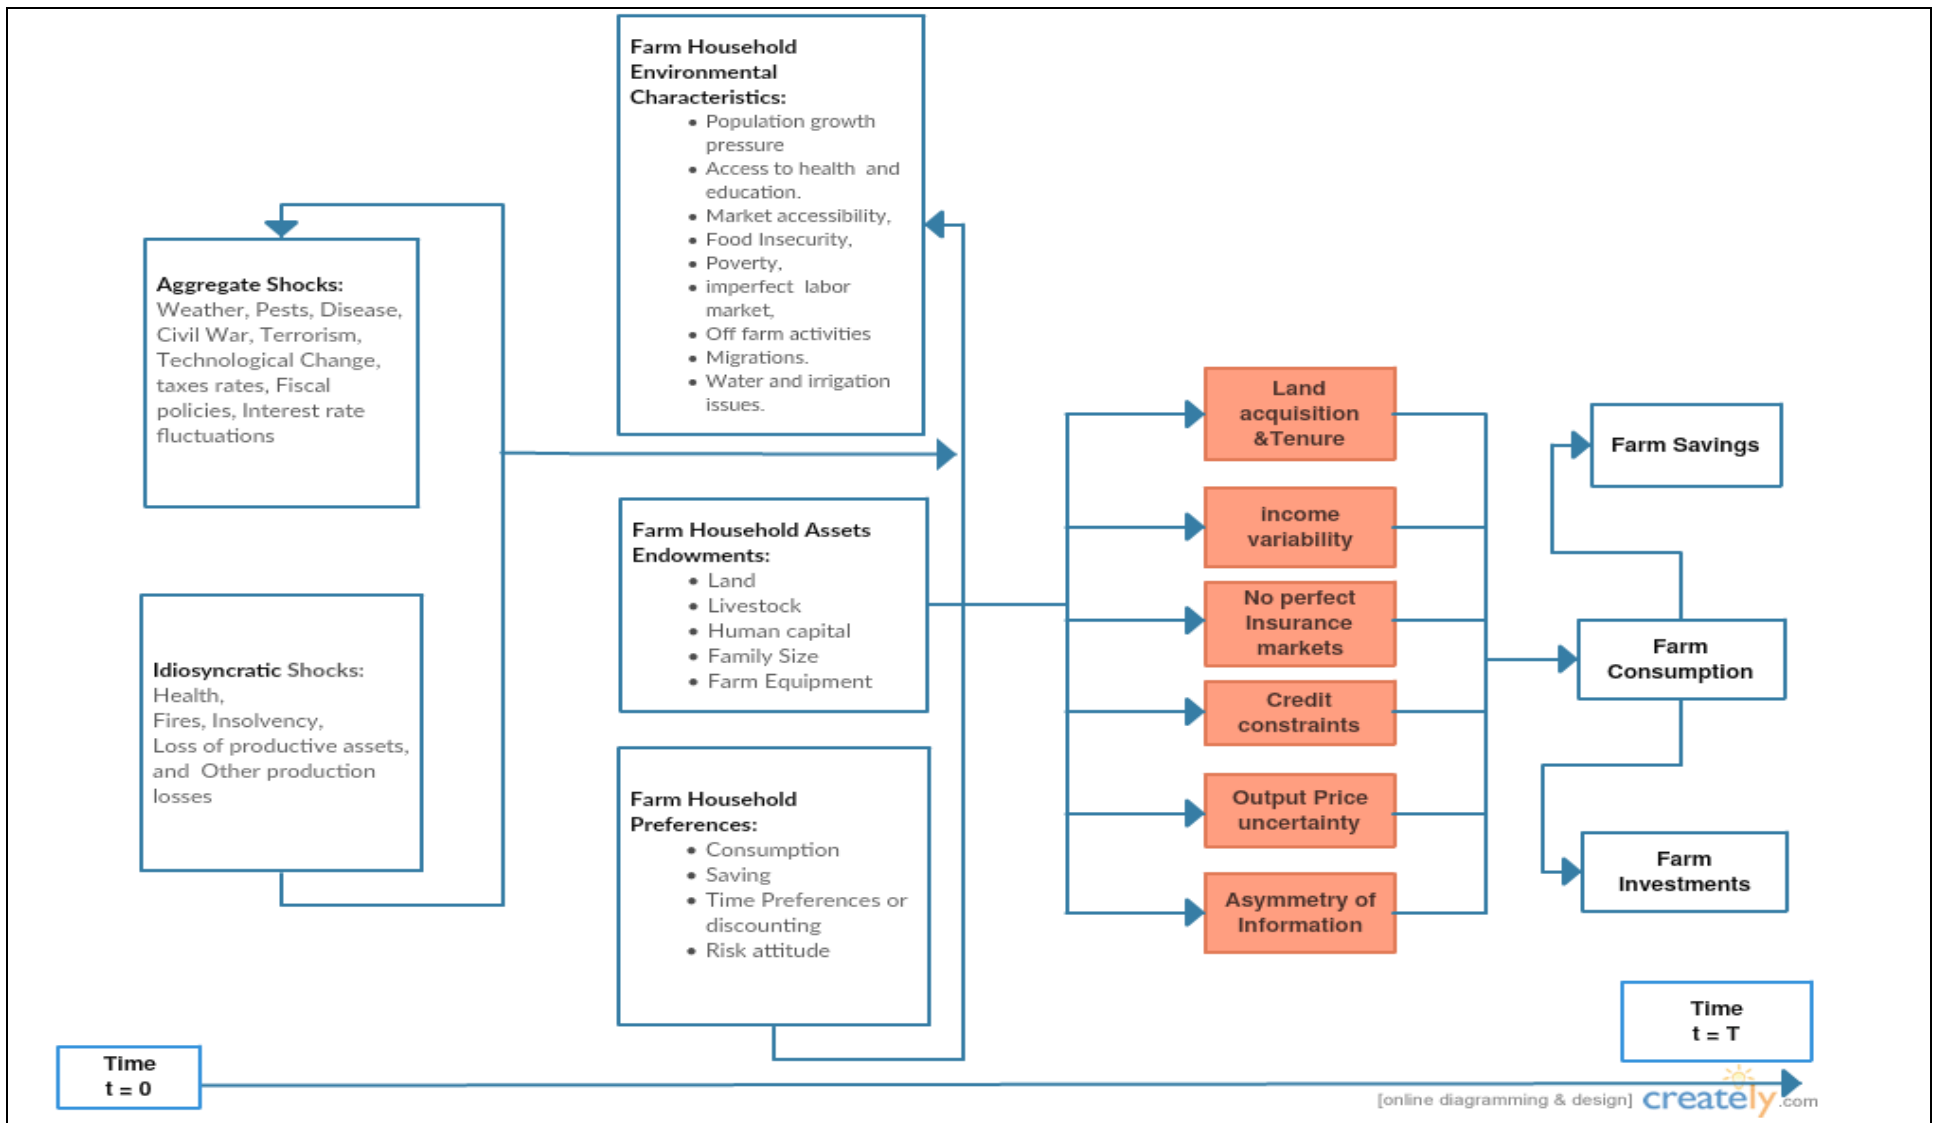 Farm Household
Environmental
Characteristics:
• Population growth
pressure
• Access to health and
education.
• Market accessibility,
• Food Insecurity,
• Poverty,
• imperfect labor
market,
• Off farm activities
• Migrations.
• Water and irrigation
issues.
Aggregate Shocks:
Weather, Pests, Disease,
Civil War, Terrorism,
Technological Change,
taxes rates, Fiscal
policies, Interest rate
fluctuations
Idiosyncratic Shocks:
Health,
Fires, Insolvency,
Loss of productive assets,
and Other production
losses
Farm Household Assets
Endowments:
• Land
• Livestock
• Human capital
• Family Size
• Farm Equipment
Farm Household
Preferences:
• Consumption
• Saving
• Time Preferences or
discounting
• Risk attitude
Land
acquisition
&Tenure
income
variability
No perfect
Insurance
markets
Credit
constraints
Output Price
uncertainty
Asymmetry of
Information
Farm Savings
Farm
Consumption
Farm
Investments
Time
t = 0
Time
t = T
[online diagramming & design] creately.com